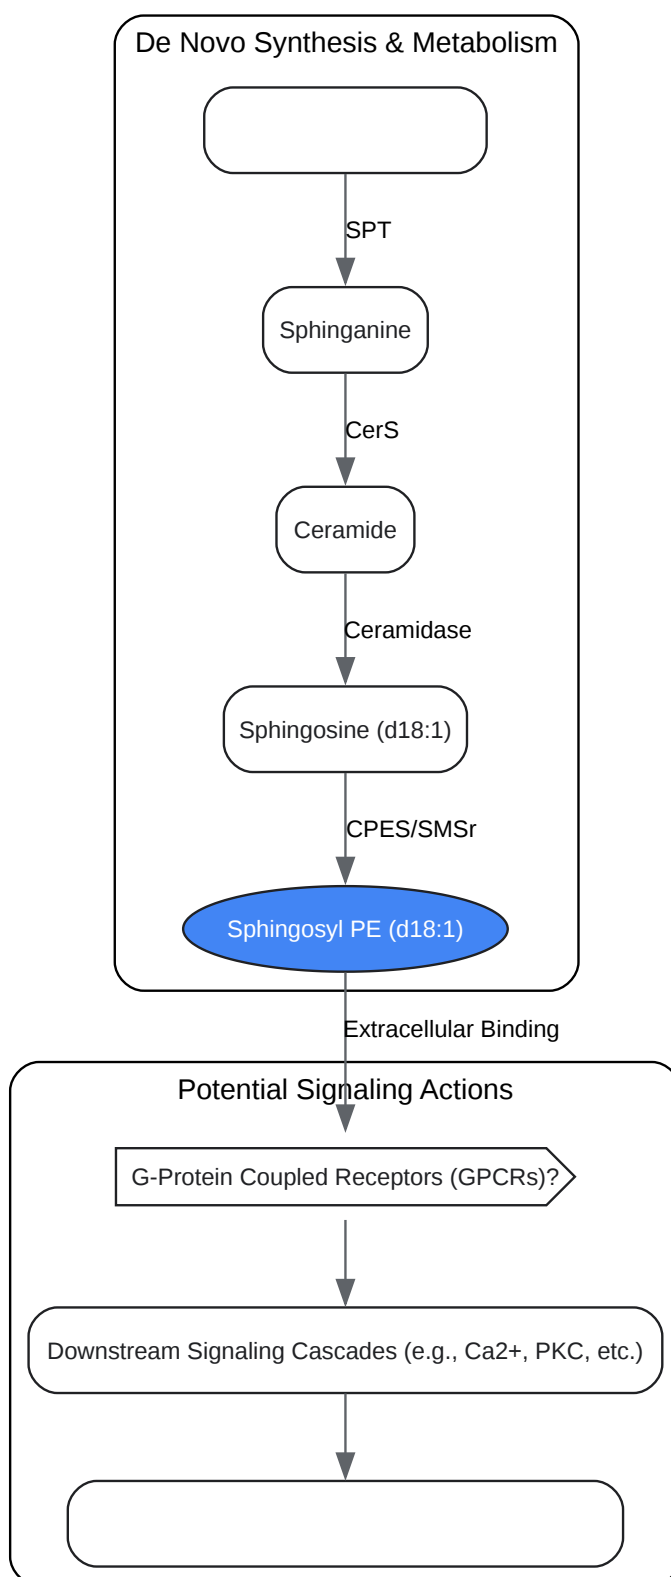 De Novo Synthesis & Metabolism
SPT
Sphinganine
CerS
Ceramide
Ceramidase
Sphingosine (d18:1)
CPES/SMSr
Sphingosyl PE (d18:1)
Extracellular Binding
Potential Signaling Actions
G-Protein Coupled Receptors (GPCRs)?
Downstream Signaling Cascades (e.g., Ca2+, PKC, etc.)